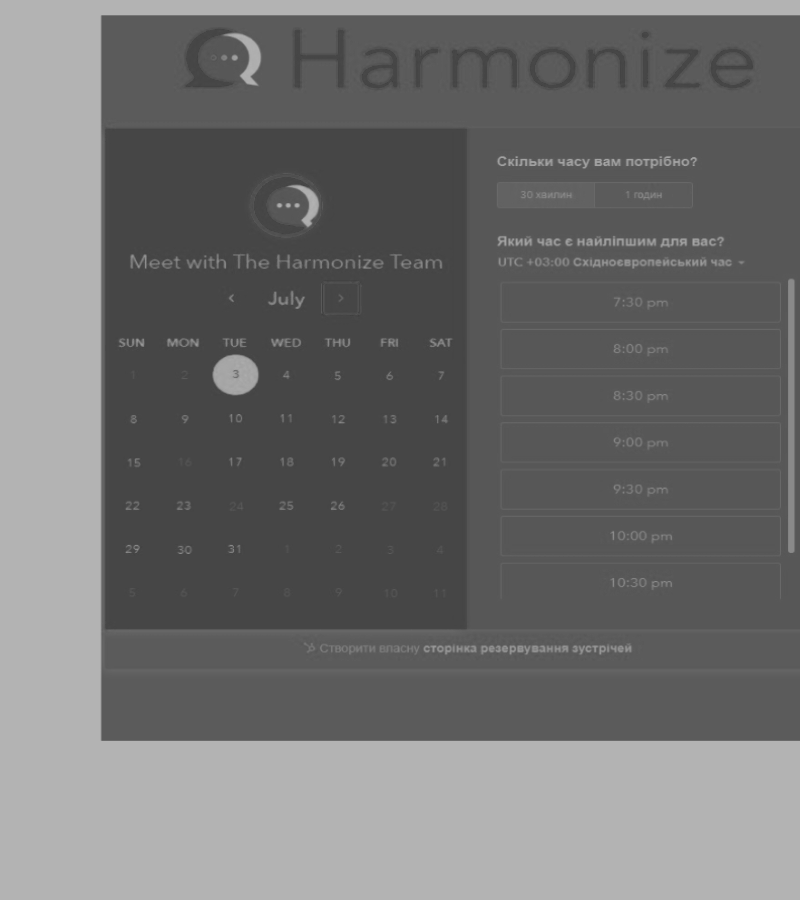 Harmonize
Meet with The Harmonize Team
July
SUN MON TUE WED THU FRI SAT
1 2 3 4 5 6 7
8 9 10 11 12 13 14
15 16 17 18 19 20 21
22 23 24 25 26 27 28
29 30 31 1 2 3 4
5 6 7 8 9 10 11
Скільки часу вам потрібно?
30 хвилин 1 годин
Який час є найліпшим для вас?
UTC +03:00 Східноєвропейський час
7:30 pm
8:00 pm
8:30 pm
9:00 pm
9:30 pm
10:00 pm
10:30 pm
Створити власну сторінка резервування зустрічей